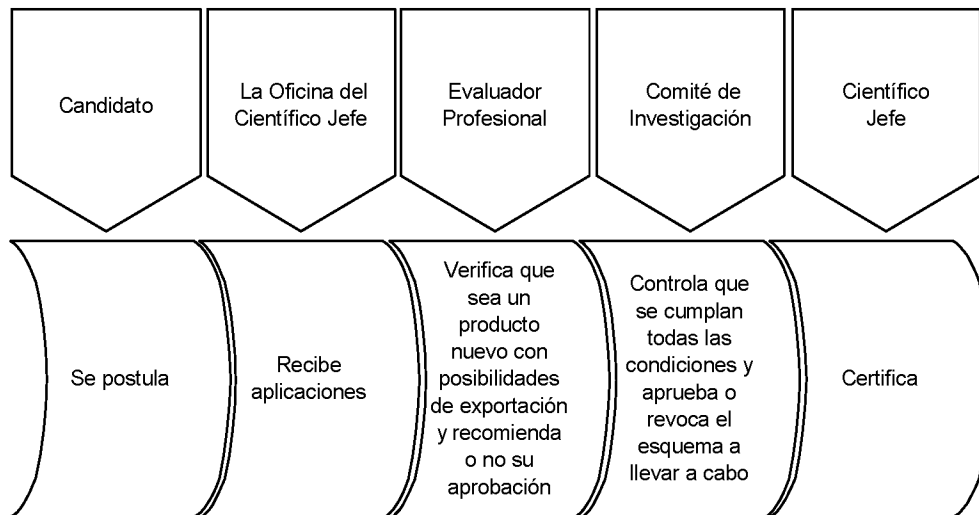 Candidato
La Oficina del
Científico Jefe
Evaluador
Profesional
Comité de
Investigación
Científico
Jefe
Se postula
Recibe
aplicaciones
Verifica que
sea un
producto
nuevo con
posibilidades
de exportación
y recomienda
o no su
aprobación
Controla que
se cumplan
todas las
condiciones y
aprueba o
revoca el
esquema a
llevar a cabo
Certifica